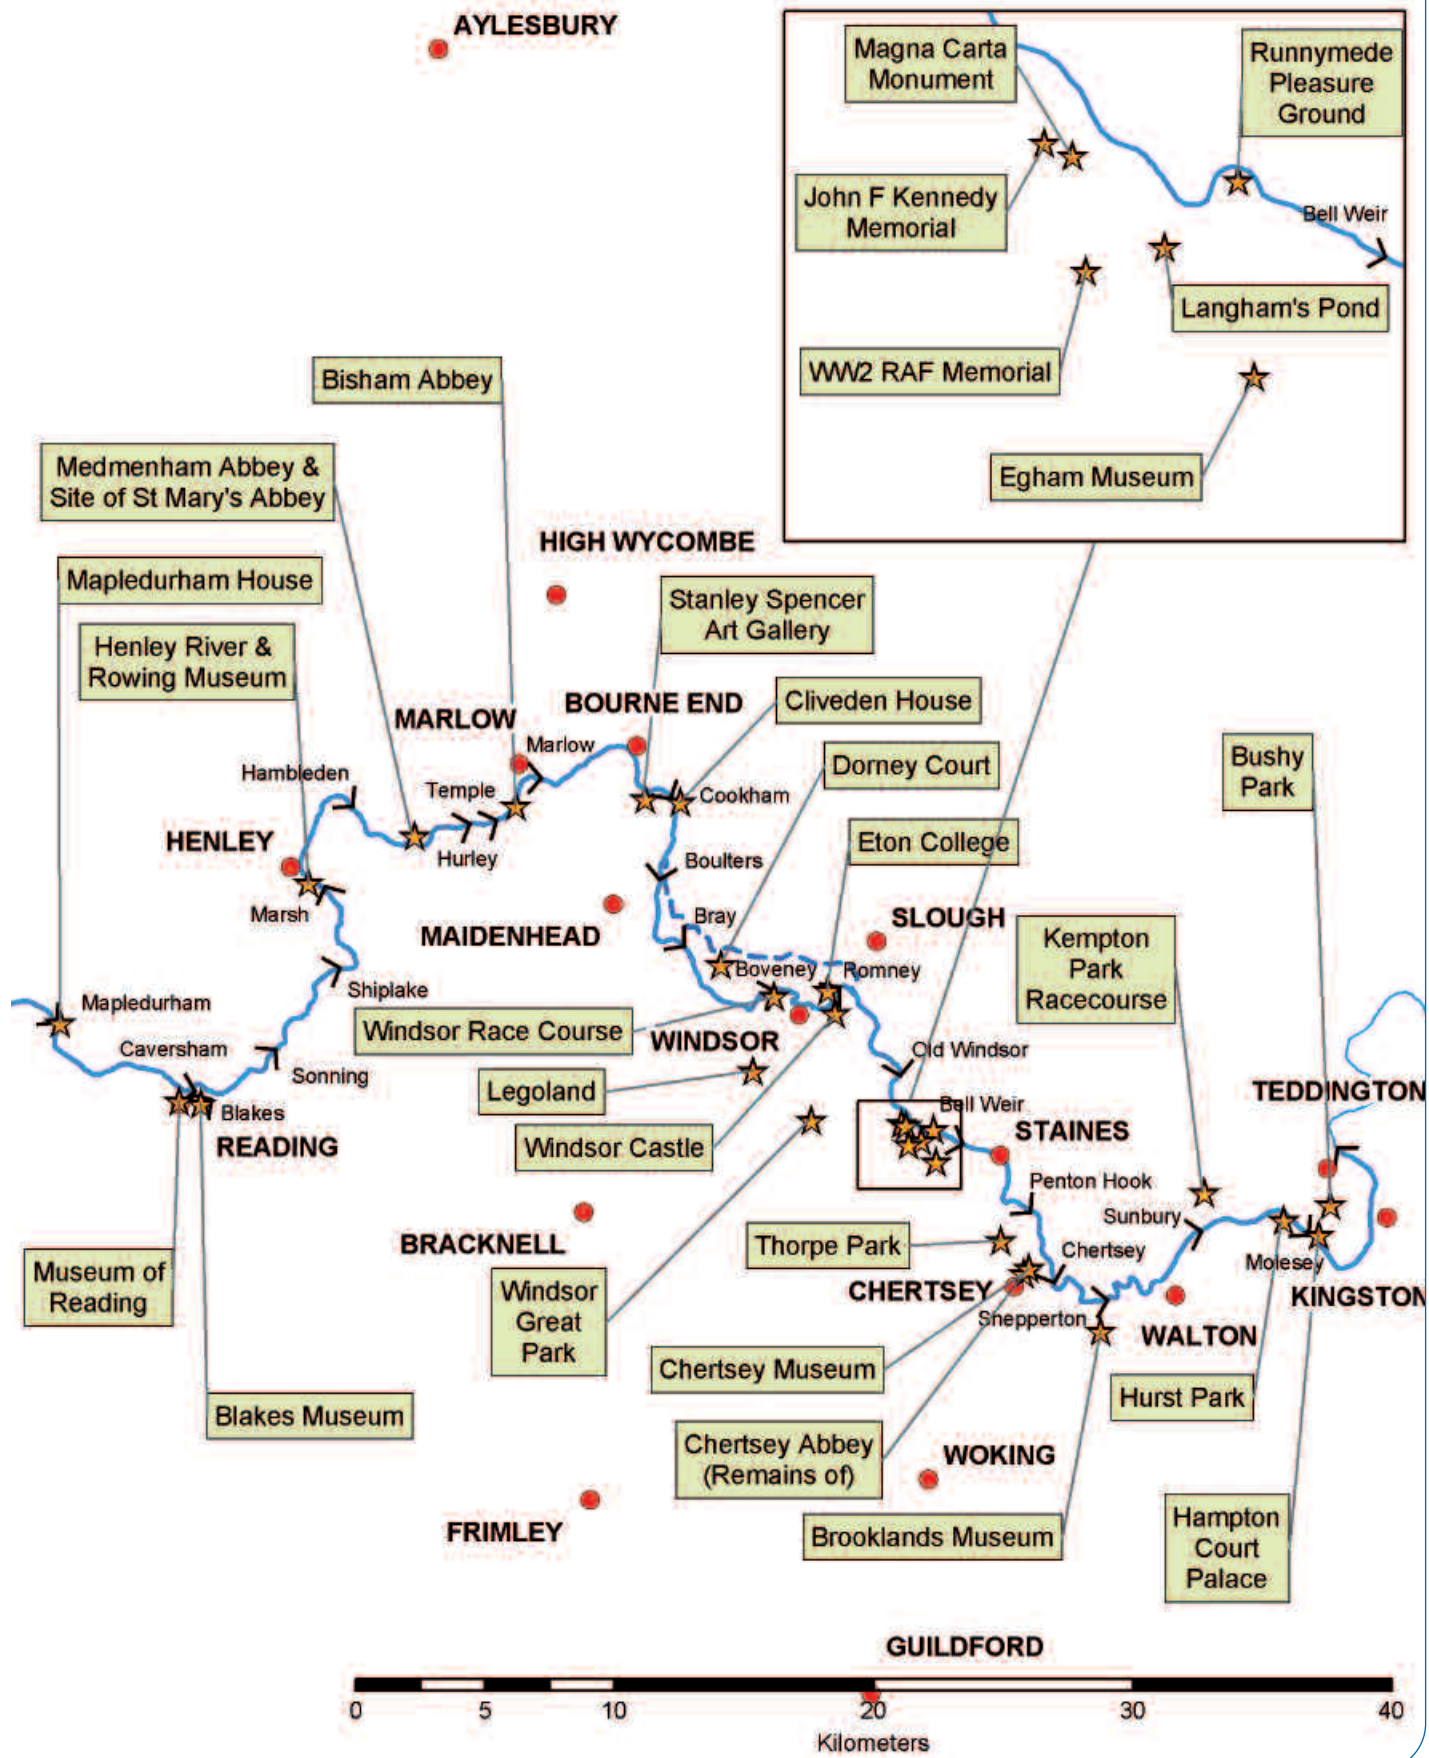 AYLESBURY
Magna Carta
Monument
Runnymede
Pleasure
Ground
John F Kennedy
Memorial
Bell Weir
Langham's Pond
WW2 RAF Memorial
Egham Museum
Bisham Abbey
Medmenham Abbey &
Site of St Mary's Abbey
HIGH WYCOMBE
Mapledurham House
Stanley Spencer
Art Gallery
Henley River &
Rowing Museum
Cliveden House
BOURNE END
MARLOW
Marlow
Dorney Court
Bushy
Park
Hambleden
Temple
Cookham
HENLEY
Hurley
Eton College
Boulters
Marsh
Bray
SLOUGH
MAIDENHEAD
Kempton
Park
Racecourse
Boveney
Romney
Shiplake
Mapledurham
Windsor Race Course
WINDSOR
Caversham
Old Windsor
Sonning
Legoland
TEDDINGTON
Blakes
Bell Weir
READING
STAINES
Windsor Castle
Penton Hook
Sunbury
BRACKNELL
Thorpe Park
Chertsey
Molesey
Museum of
Reading
Windsor
Great
Park
CHERTSEY
KINGSTON
Shepperton
WALTON
Chertsey Museum
Hurst Park
Blakes Museum
Chertsey Abbey
(Remains of)
WOKING
Hampton
Court
Palace
FRIMLEY
Brooklands Museum
GUILDFORD
0 5 10 20 30 40
Kilometers